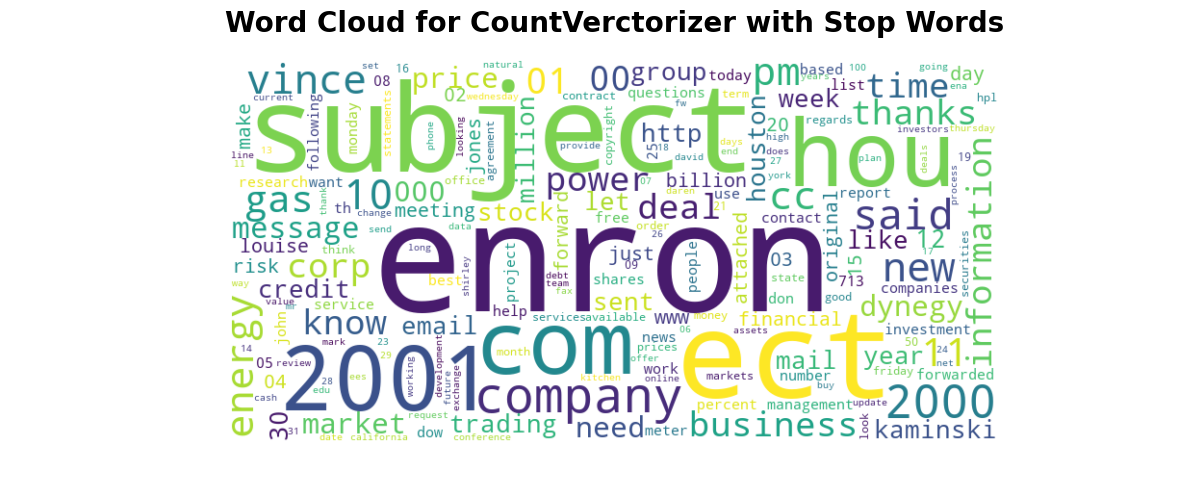 Word Cloud for CountVerctorizer with Stop Words
set 16 natural 01 00 group today pm based 100 years going
vince 08 price 02 contract questions term time list ena day
current wednesday fw week hpl
subject hou thanks
make following monday statements phone looking jones agreement million provide copyright http 25 18 david days end houston 20 regards high does investors thursday deals plan 19
line 11 13 research want thank 10 000 office power billion 07 daren use 27 york cc contact report process
gas th change meeting stock forward let free deal order 26 original said information
message send data like 12 17
louise think long enron just 09 people attached 03 15 new securities
risk way corp best shirley project debt team fax shares state 713 companies
energy value credit service help services available sent www money don good dynegy
mr john know email news 06 financial assets investment
mark 23 com prices ect 50 24 net year 11
14 05 review 2001 month offer work markets mail friday forwarded
04 29 ees working development future exchange kitchen online number buy
cash edu 28 company percent management update 2000
30 31 market request trading need meter 21 business look kaminski
date california dow conference